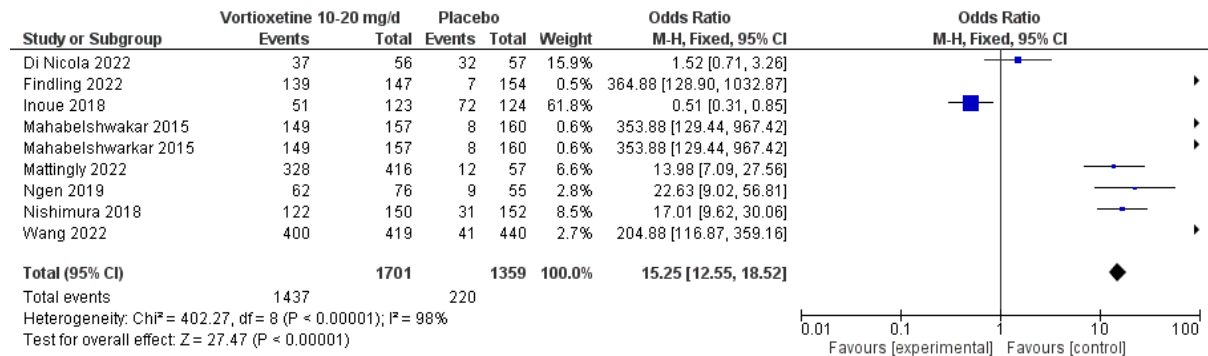 Vortioxetine 10-20 mg/d Placebo Odds Ratio Odds Ratio
Study or Subgroup Events Total Events Total Weight M-H, Fixed, 95% CI M-H, Fixed, 95% CI
Di Nicola 2022 37 56 32 57 15.9% 1.52 [0.71, 3.26]
Findling 2022 139 147 7 154 0.5% 364.88 [128.90, 1032.87]
Inoue 2018 51 123 72 124 61.8% 0.51 [0.31, 0.85]
Mahabelshwakar 2015 149 157 8 160 0.6% 353.88 [129.44, 967.42]
Mahabelshwarkar 2015 149 157 8 160 0.6% 353.88 [129.44, 967.42]
Mattingly 2022 328 416 12 57 6.6% 13.98 [7.09, 27.56]
Ngen 2019 62 76 9 55 2.8% 22.63 [9.02, 56.81]
Nishimura 2018 122 150 31 152 8.5% 17.01 [9.62, 30.06]
Wang 2022 400 419 41 440 2.7% 204.88 [116.87, 359.16]
Total (95% CI) 1701 1359 100.0% 15.25 [12.55, 18.52]
Total events 1437 220
Heterogeneity: Chi² = 402.27, df = 8 (P < 0.00001); I² = 98%
Test for overall effect: Z = 27.47 (P < 0.00001)
0.01 0.1 1 10 100
Favours [experimental] Favours [control]